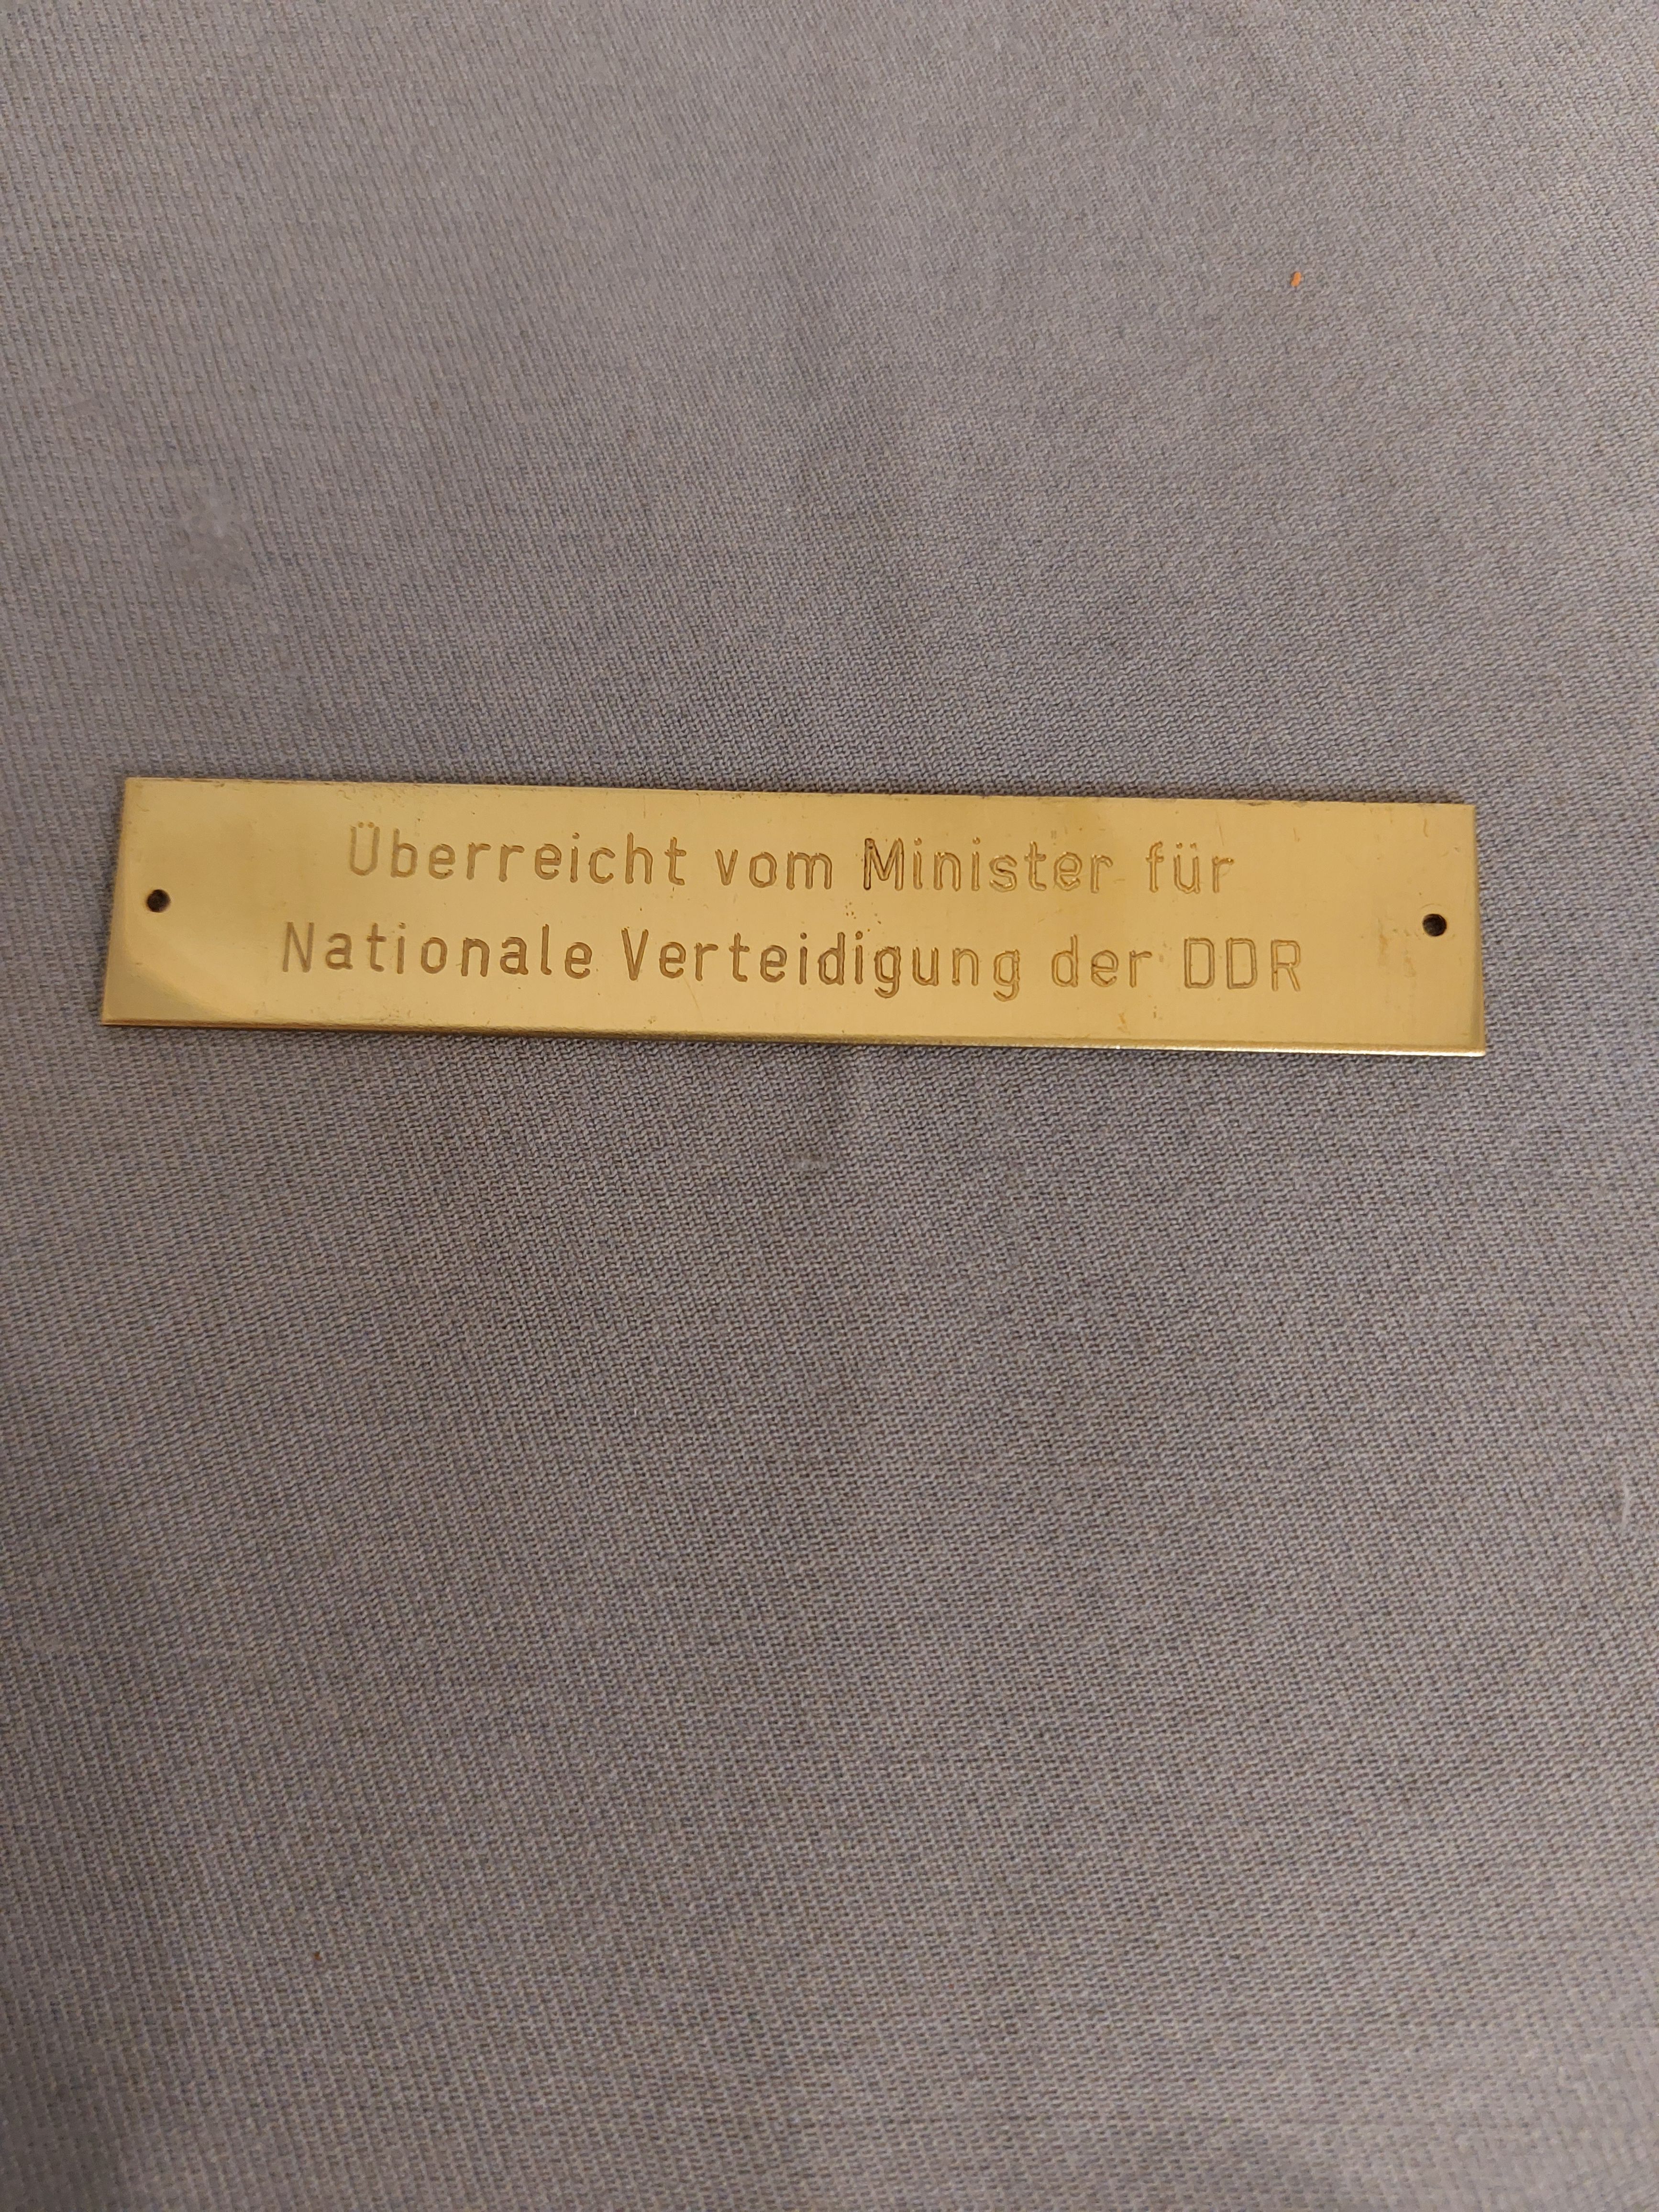 Überreicht vom Minister für
Nationale Verteidigung der DDR